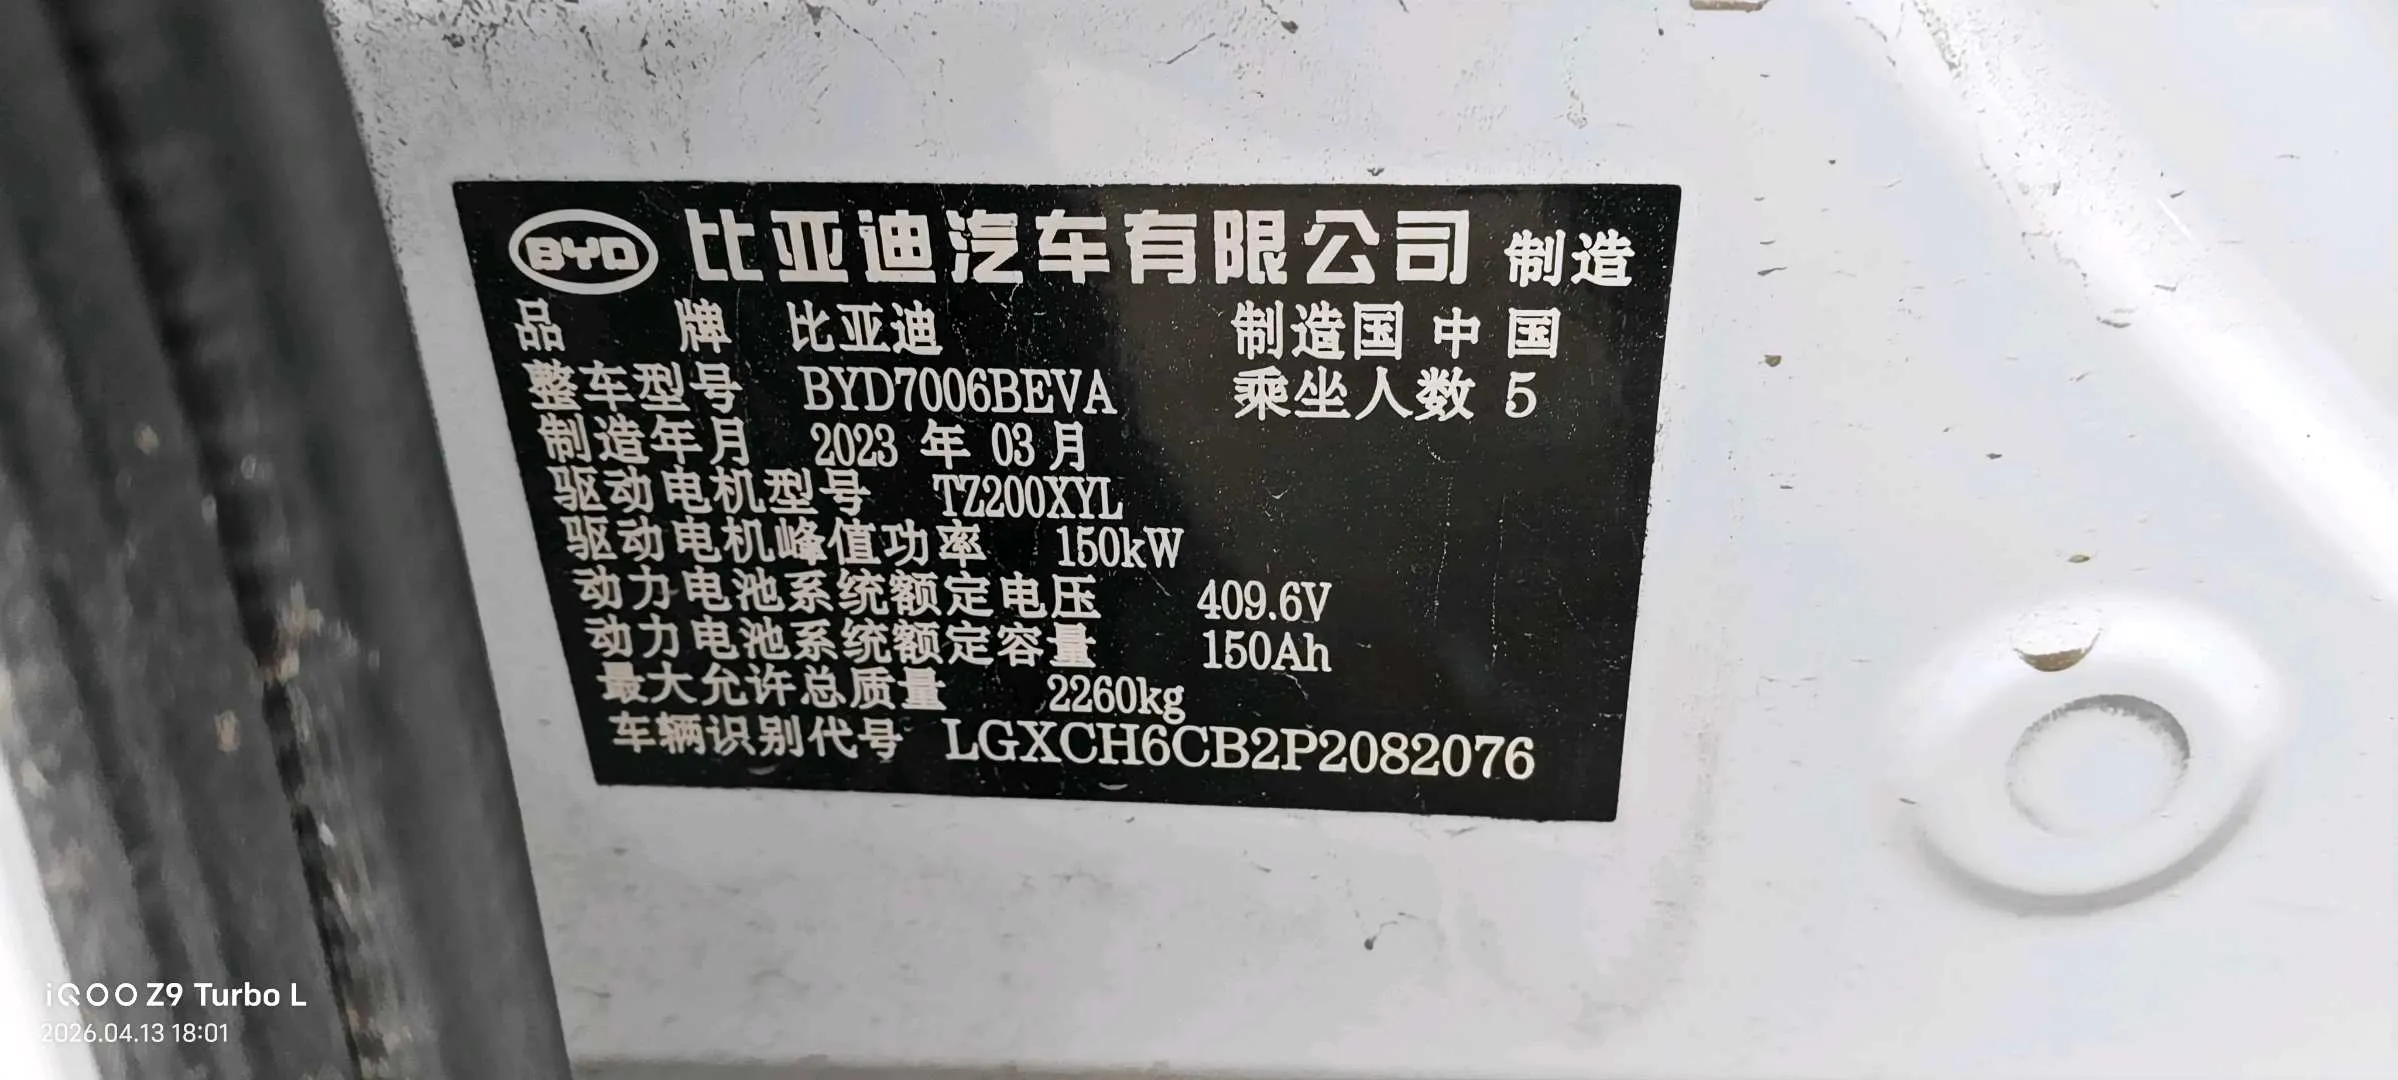 BYD 比亚迪汽车有限公司 制造
品 牌 比亚迪 制造国 中国
整车型号 BYD7006BEVA 乘坐人数 5
制造年月 2023 年 03 月
驱动电机型号 TZ200XYL
驱动电机峰值功率 150kW
动力电池系统额定电压 409.6V
动力电池系统额定容量 150Ah
最大允许总质量 2260kg
车辆识别代号 LGXCH6CB2P2082076
iQOO Z9 Turbo L
2026.04.13 18:01